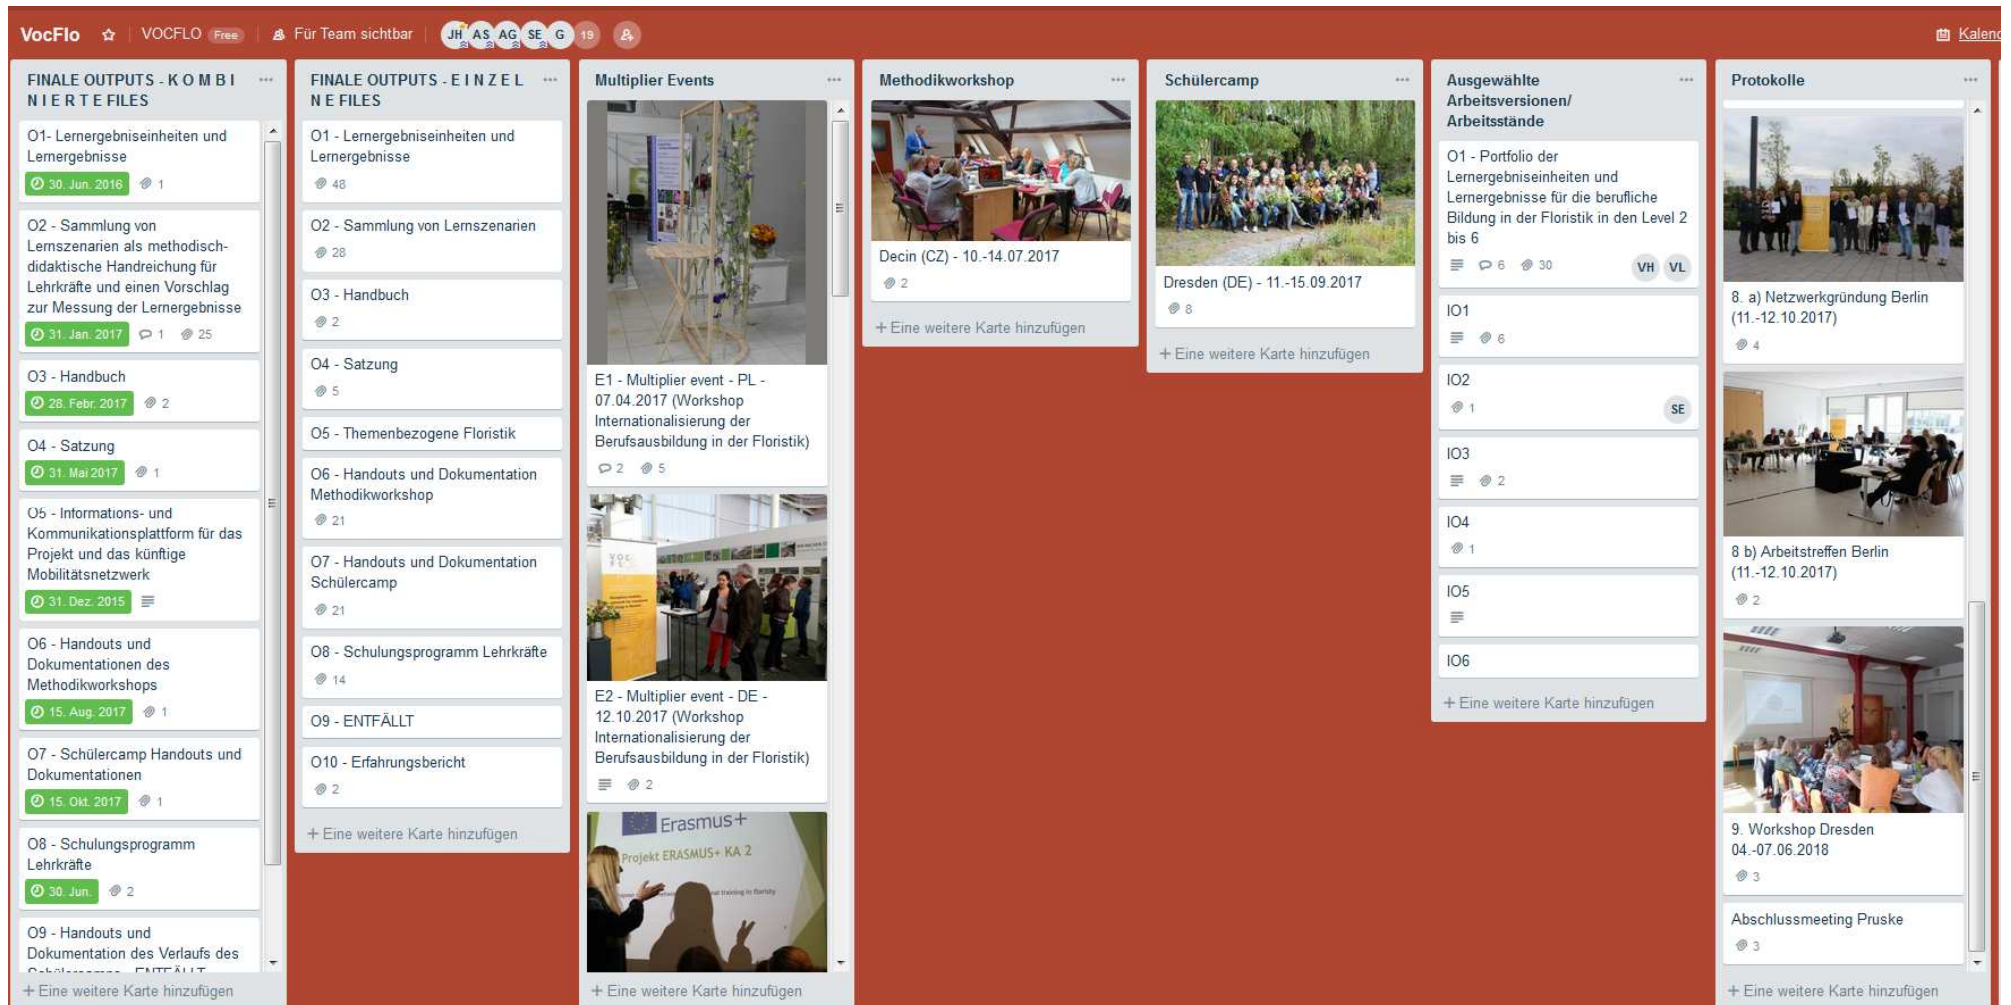 VocFlo
VOCFLO Free
Für Team sichtbar
JH AS AG SE G 19
FINALE OUTPUTS - K O M B I
N I E R T E FILES
O1- Lernergebniseinheiten und
Lernergebnisse
30. Jun. 2016 1
O2 - Sammlung von
Lernszenarien als methodisch-
didaktische Handreichung für
Lehrkräfte und einen Vorschlag
zur Messung der Lernergebnisse
31. Jan. 2017 1 25
O3 - Handbuch
28. Febr. 2017 2
O4 - Satzung
31. Mai 2017 1
O5 - Informations- und
Kommunikationsplattform für das
Projekt und das künftige
Mobilitätsnetzwerk
31. Dez. 2015
O6 - Handouts und
Dokumentationen des
Methodikworkshops
15. Aug. 2017 1
O7 - Schülercamp Handouts und
Dokumentationen
15. Okt. 2017 1
O8 - Schulungsprogramm
Lehrkräfte
30. Jun. 2
O9 - Handouts und
Dokumentation des Verlaufs des
Schülercamps - ENTFÄLLT
+ Eine weitere Karte hinzufügen
FINALE OUTPUTS - E I N Z E L
N E FILES
O1 - Lernergebniseinheiten und
Lernergebnisse
48
O2 - Sammlung von Lernszenarien
28
O3 - Handbuch
2
O4 - Satzung
5
O5 - Themenbezogene Floristik
O6 - Handouts und Dokumentation
Methodikworkshop
21
O7 - Handouts und Dokumentation
Schülercamp
21
O8 - Schulungsprogramm Lehrkräfte
14
O9 - ENTFÄLLT
O10 - Erfahrungsbericht
2
+ Eine weitere Karte hinzufügen
Multiplier Events
E1 - Multiplier event - PL -
07.04.2017 (Workshop
Internationalisierung der
Berufsausbildung in der Floristik)
2 5
E2 - Multiplier event - DE -
12.10.2017 (Workshop
Internationalisierung der
Berufsausbildung in der Floristik)
2
Erasmus+
Projekt ERASMUS+ KA 2
training in floristry
+ Eine weitere Karte hinzufügen
Methodikworkshop
Decin (CZ) - 10.-14.07.2017
2
+ Eine weitere Karte hinzufügen
Schülercamp
Dresden (DE) - 11.-15.09.2017
8
+ Eine weitere Karte hinzufügen
Ausgewählte
Arbeitsversionen/
Arbeitsstände
O1 - Portfolio der
Lernergebniseinheiten und
Lernergebnisse für die berufliche
Bildung in der Floristik in den Level 2
bis 6
6 30 VH VL
IO1
6
IO2
1 SE
IO3
2
IO4
1
IO5
IO6
+ Eine weitere Karte hinzufügen
Protokolle
8. a) Netzwerkgründung Berlin
(11.-12.10.2017)
4
8 b) Arbeitstreffen Berlin
(11.-12.10.2017)
2
9. Workshop Dresden
04.-07.06.2018
3
Abschlussmeeting Pruske
3
+ Eine weitere Karte hinzufügen